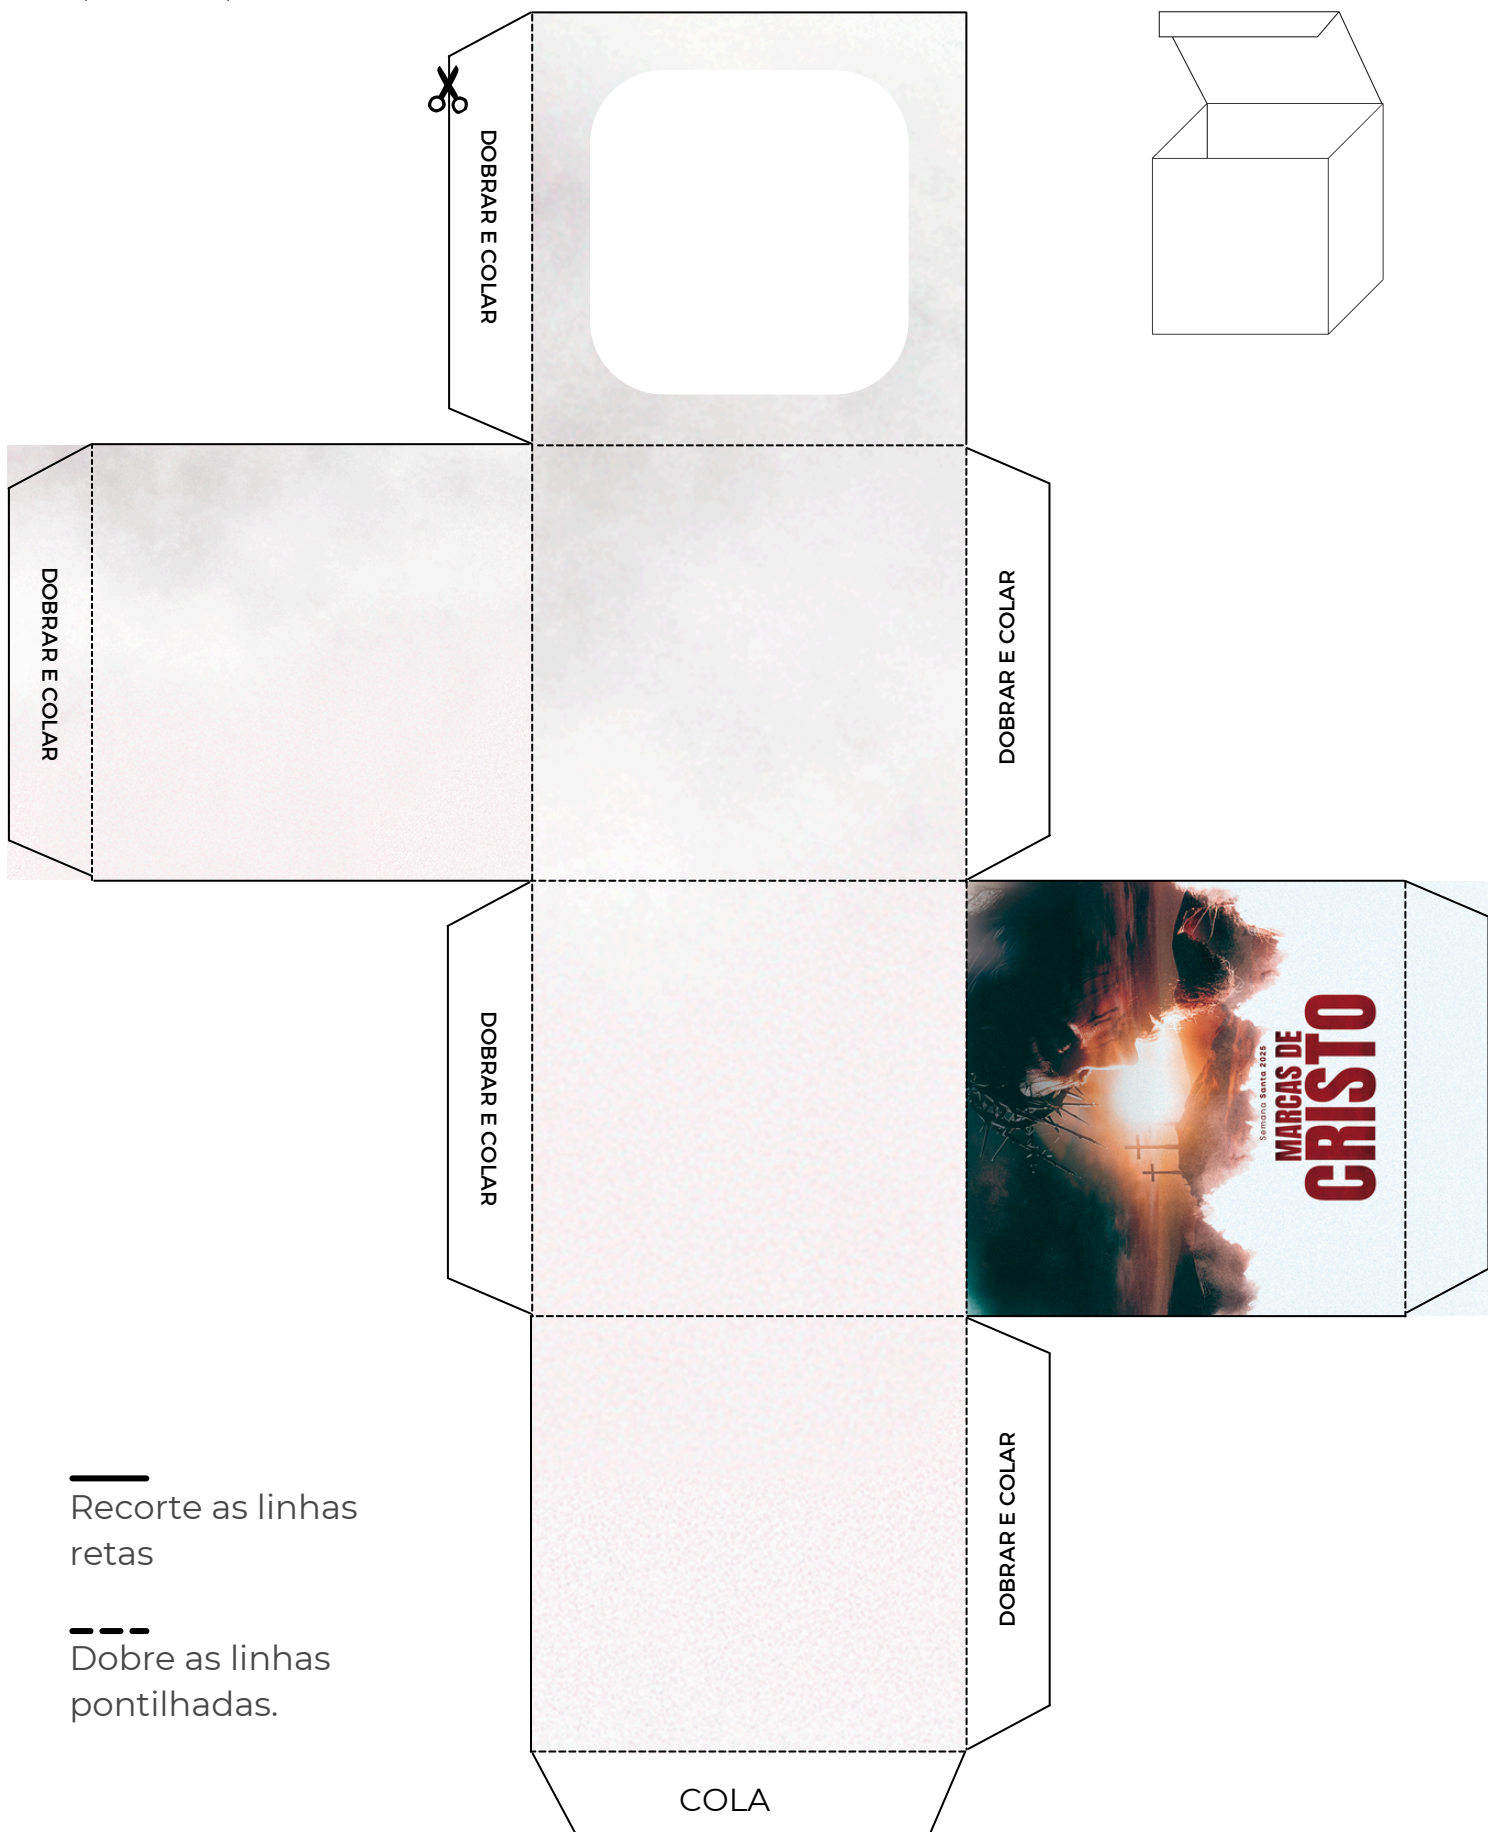 DOBRAR E COLAR
DOBRAR E COLAR
DOBRAR E COLAR
DOBRAR E COLAR
Semana Santa 2025
MARCAS DE
CRISTO
DOBRAR E COLAR
Recorte as linhas
retas
Dobre as linhas
pontilhadas.
COLA